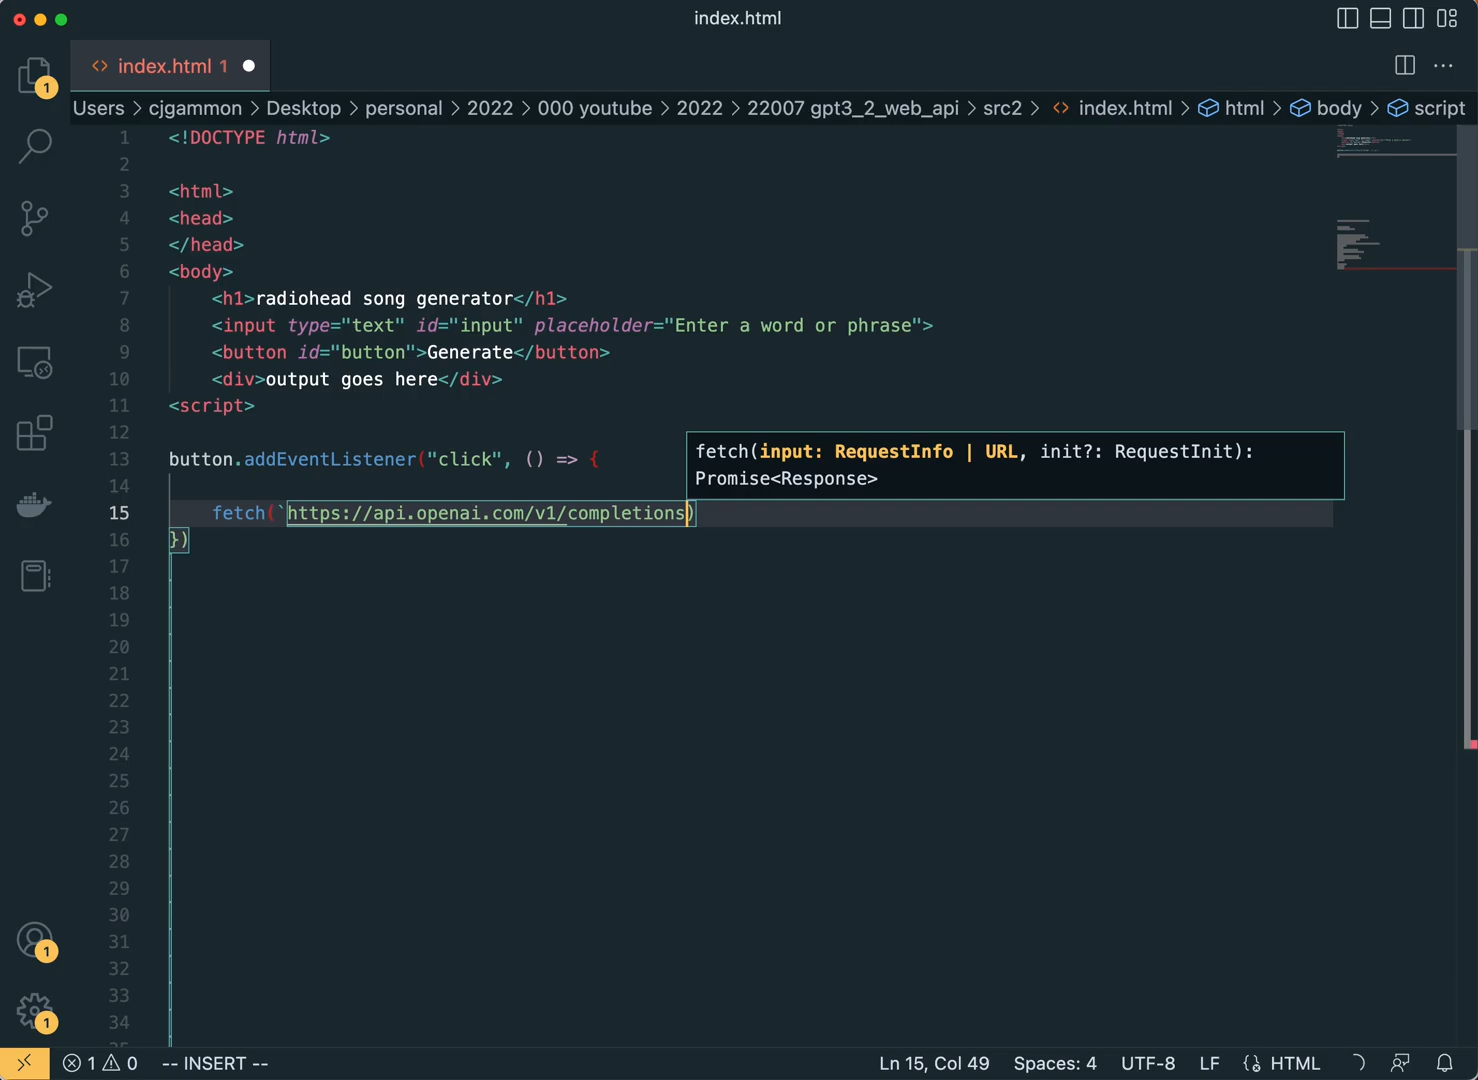 index.html
<> index.html 1
1
Users > cjgammon > Desktop > personal > 2022 > 000 youtube > 2022 > 22007 gpt3_2_web_api > src2 > <> index.html > html > body > script
1 <!DOCTYPE html>
2
3 <html>
4 <head>
5 </head>
6 <body>
7 <h1>radiohead song generator</h1>
8 <input type="text" id="input" placeholder="Enter a word or phrase">
9 <button id="button">Generate</button>
10 <div>output goes here</div>
11 <script>
12
13 button.addEventListener("click", () => {
fetch(input: RequestInfo | URL, init?: RequestInit):
Promise<Response>
14
15 fetch(`https://api.openai.com/v1/completions)
16 })
17
18
19
20
21
22
23
24
25
26
27
28
29
30
31
32
33
34
1
1
1 0 -- INSERT -- Ln 15, Col 49 Spaces: 4 UTF-8 LF HTML